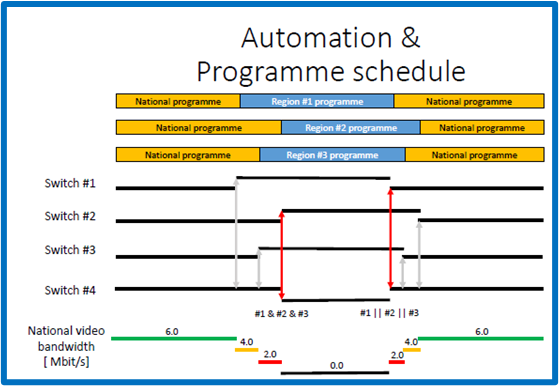 Automation &
Programme schedule
National programme Region #1 programme National programme
National programme Region #2 programme National programme
National programme Region #3 programme National programme
Switch #1
Switch #2
Switch #3
Switch #4
#1 & #2 & #3 #1 || #2 || #3
National video
bandwidth
[ Mbit/s]
6.0 4.0 2.0 0.0 2.0 4.0 6.0